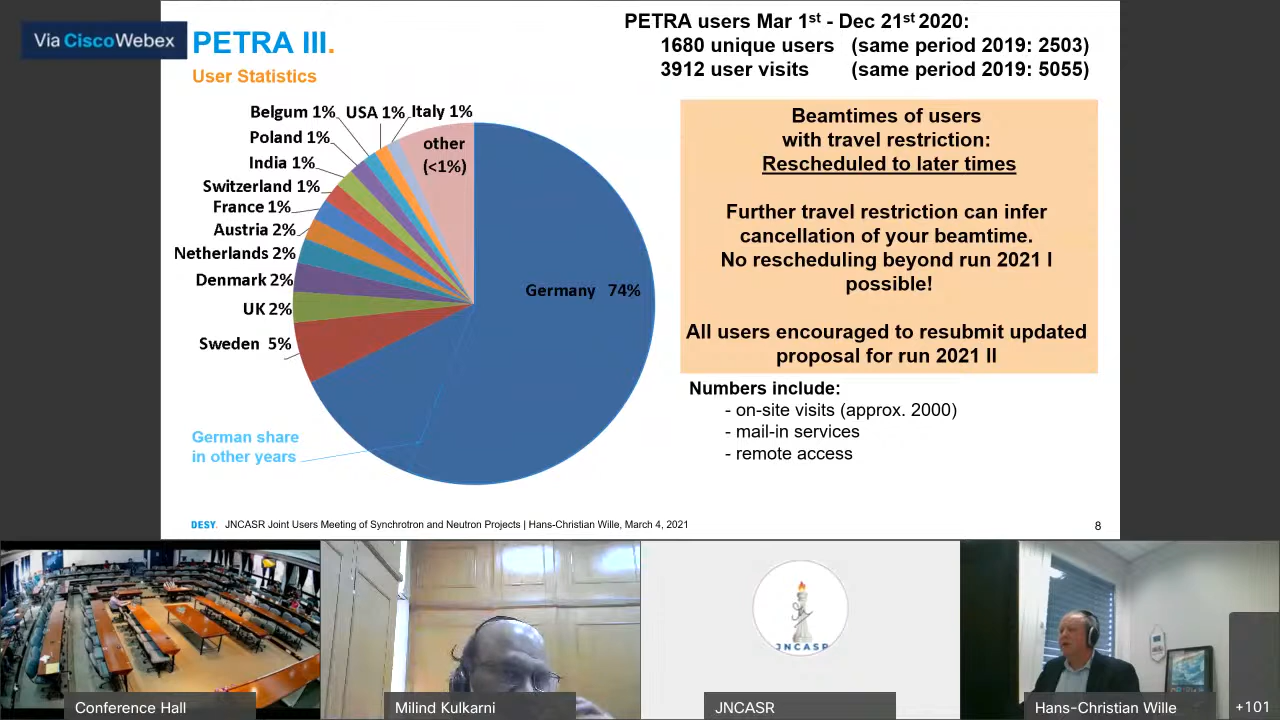 Via CiscoWebex
PETRA III.
User Statistics
PETRA users Mar 1st - Dec 21st 2020:
1680 unique users (same period 2019: 2503)
3912 user visits (same period 2019: 5055)
Belgum 1%
USA 1%
Italy 1%
Poland 1%
India 1%
Switzerland 1%
France 1%
Austria 2%
Netherlands 2%
Denmark 2%
UK 2%
Sweden 5%
other
(<1%)
Germany 74%
German share
in other years
Beamtimes of users
with travel restriction:
Rescheduled to later times
Further travel restriction can infer
cancellation of your beamtime.
No rescheduling beyond run 2021 I
possible!
All users encouraged to resubmit updated
proposal for run 2021 II
Numbers include:
- on-site visits (approx. 2000)
- mail-in services
- remote access
DESY. JNCASR Joint Users Meeting of Synchrotron and Neutron Projects | Hans-Christian Wille, March 4, 2021
8
Conference Hall
Milind Kulkarni
JNCASR
JNCASR
Hans-Christian Wille
+101